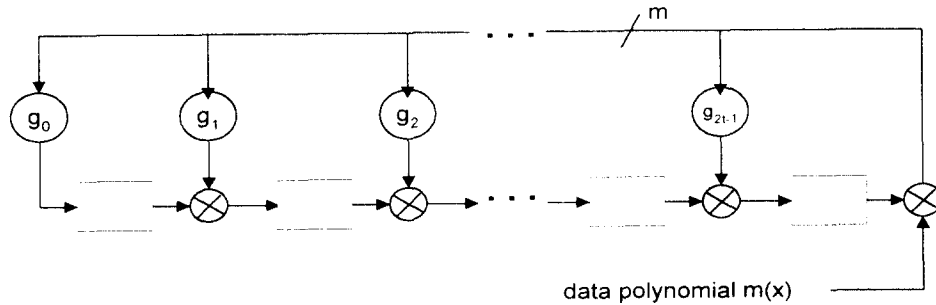 m
g₀ g₁ g₂ g₂ₜ₋₁
data polynomial m(x)